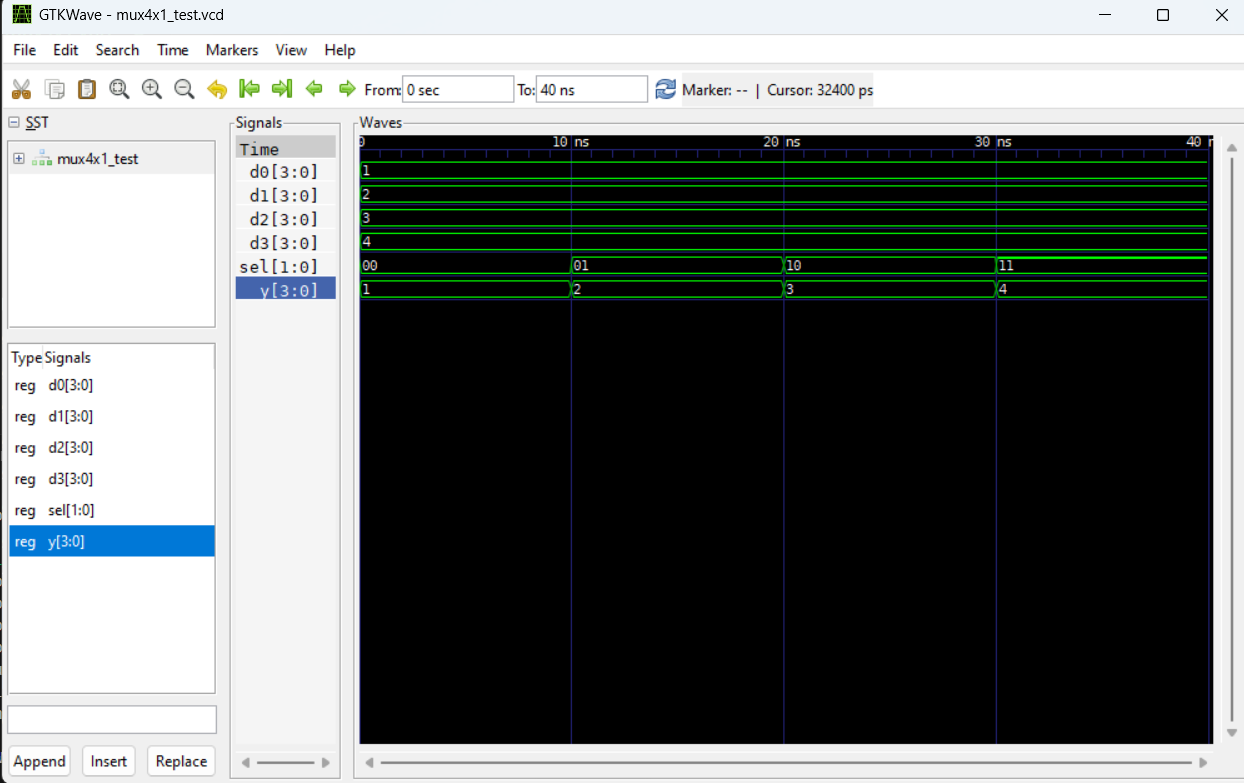 GTKWave - mux4x1_test.vcd
File Edit Search Time Markers View Help
From: 0 sec To: 40 ns Marker: -- | Cursor: 32400 ps
SST
mux4x1_test
Type Signals
reg d0[3:0]
reg d1[3:0]
reg d2[3:0]
reg d3[3:0]
reg sel[1:0]
reg y[3:0]
Append Insert Replace
Signals
Time
d0[3:0]
d1[3:0]
d2[3:0]
d3[3:0]
sel[1:0]
y[3:0]
Waves
0 10 ns 20 ns 30 ns 40 n
1
2
3
4
00 01 10 11
1 2 3 4